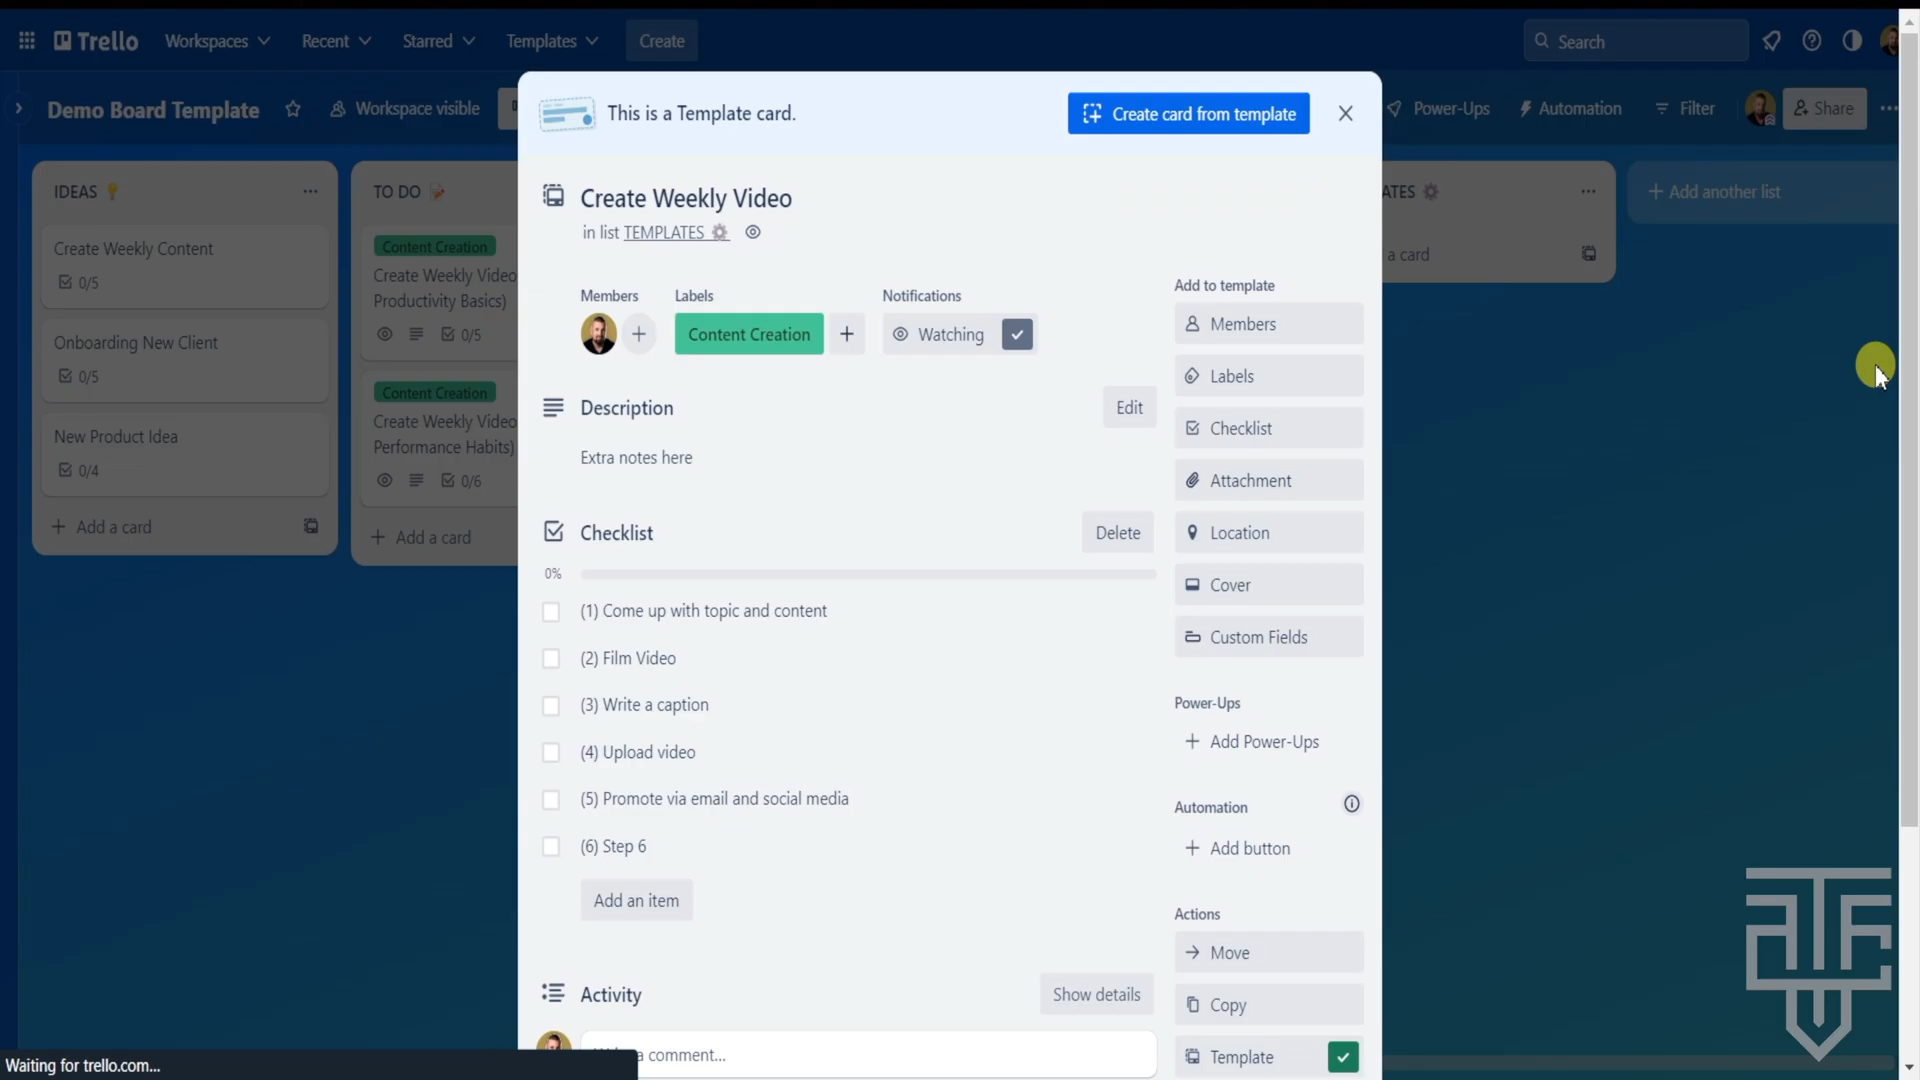 Trello
Workspaces
Recent
Starred
Templates
Create
Search
Demo Board Template
Workspace visible
Power-Ups
Automation
Filter
Share
This is a Template card.
Create card from template
IDEAS
Create Weekly Content
0/5
Onboarding New Client
0/5
New Product Idea
0/4
+ Add a card
TO DO
Content Creation
Create Weekly Video
Productivity Basics)
0/5
Content Creation
Create Weekly Video
Performance Habits)
0/6
+ Add a card
Create Weekly Video
in list TEMPLATES
Members
Labels
Notifications
Content Creation
Watching
Description
Edit
Extra notes here
Checklist
Delete
0%
(1) Come up with topic and content
(2) Film Video
(3) Write a caption
(4) Upload video
(5) Promote via email and social media
(6) Step 6
Add an item
Activity
Show details
a comment...
Add to template
Members
Labels
Checklist
Attachment
Location
Cover
Custom Fields
Power-Ups
+ Add Power-Ups
Automation
+ Add button
Actions
Move
Copy
Template
ATES
a card
+ Add another list
Waiting for trello.com...